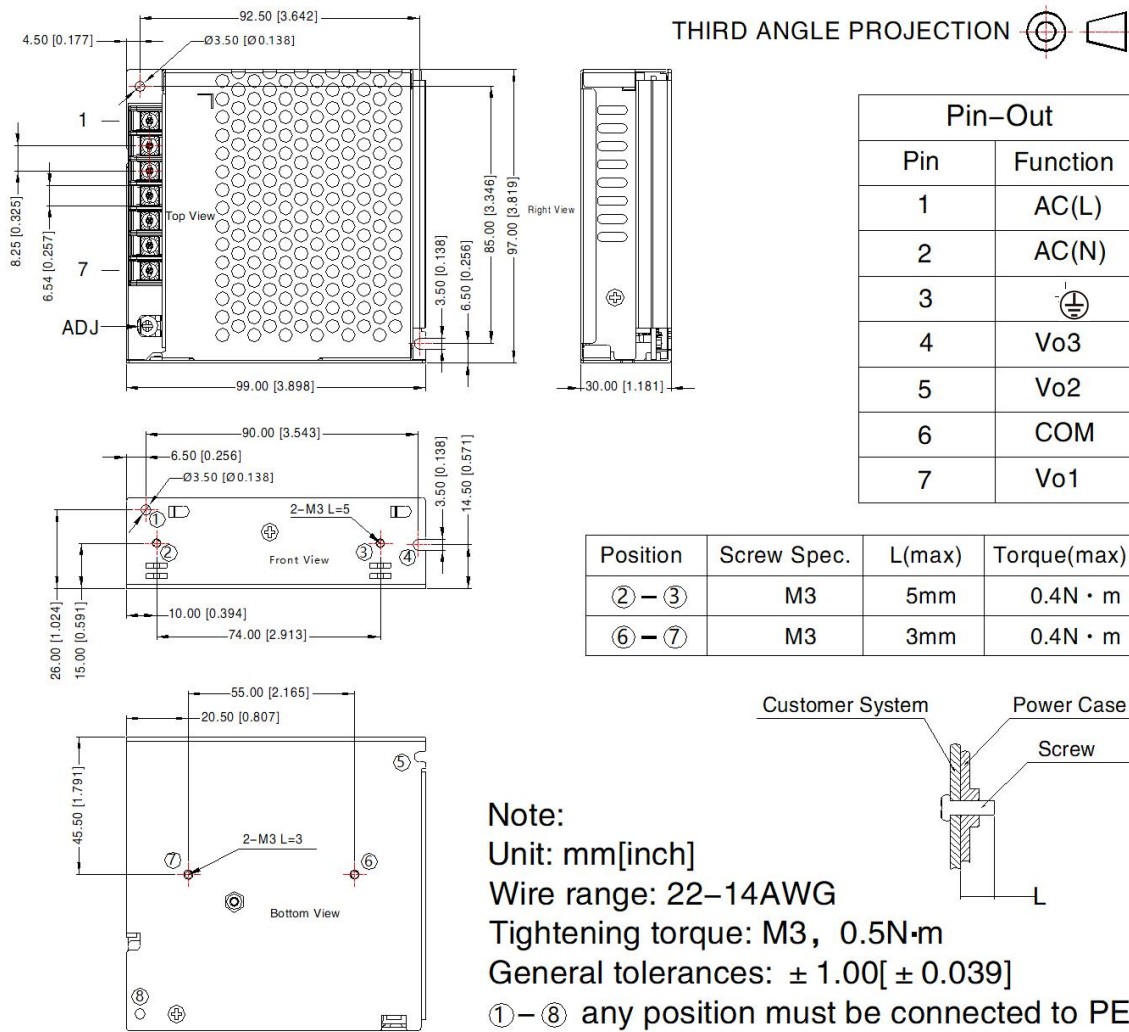 THIRD ANGLE PROJECTION
92.50 [3.642]
4.50 [0.177]
Ø3.50 [Ø0.138]
1
8.25 [0.325]
6.54 [0.257]
7
ADJ
Top View
85.00 [3.346]
97.00 [3.819]
3.50 [0.138]
6.50 [0.256]
99.00 [3.898]
Right View
30.00 [1.181]
Pin–Out
Pin Function
1 AC(L)
2 AC(N)
3
4 Vo3
5 Vo2
6 COM
7 Vo1
90.00 [3.543]
6.50 [0.256]
Ø3.50 [Ø0.138]
2–M3 L=5
① ② ③ ④
Front View
3.50 [0.138]
14.50 [0.571]
26.00 [1.024]
15.00 [0.591]
10.00 [0.394]
74.00 [2.913]
Position Screw Spec. L(max) Torque(max)
②–③ M3 5mm 0.4N·m
⑥–⑦ M3 3mm 0.4N·m
55.00 [2.165]
20.50 [0.807]
45.50 [1.791]
⑤
2–M3 L=3
⑦ ⑥
Bottom View
⑧
Customer System Power Case
Screw
L
Note:
Unit: mm[inch]
Wire range: 22–14AWG
Tightening torque: M3, 0.5N·m
General tolerances: ±1.00[±0.039]
①–⑧ any position must be connected to PE